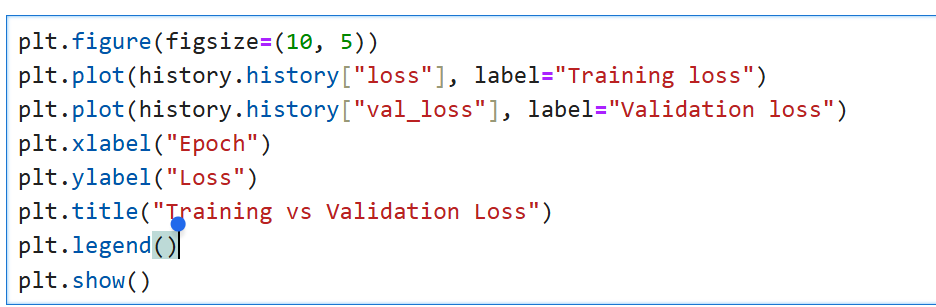 plt.figure(figsize=(10, 5))
plt.plot(history.history["loss"], label="Training loss")
plt.plot(history.history["val_loss"], label="Validation loss")
plt.xlabel("Epoch")
plt.ylabel("Loss")
plt.title("Training vs Validation Loss")
plt.legend()
plt.show()